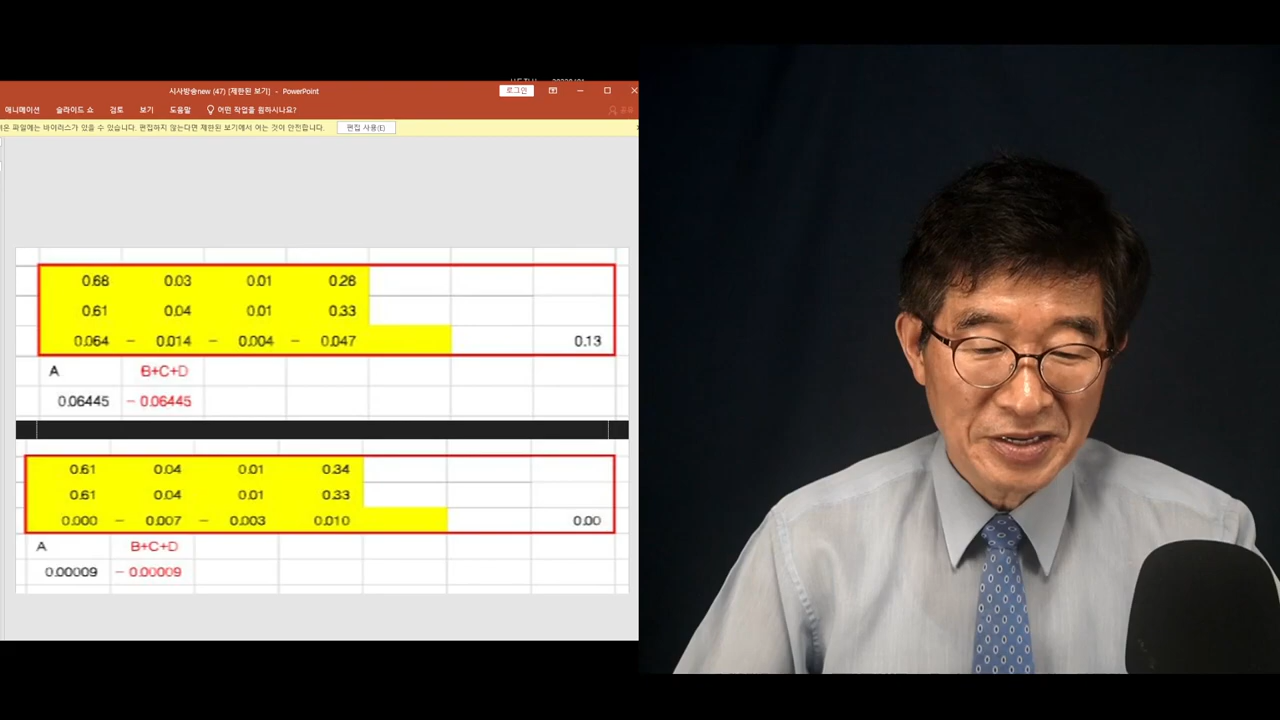 시사방송new (47) [제한된 보기] - PowerPoint
로그인
애니메이션 슬라이드 쇼 검토 보기 도움말 어떤 작업을 원하시나요? 공유
파일에는 바이러스가 있을 수 있습니다. 편집하지 않는다면 제한된 보기에서 여는 것이 안전합니다. 편집 사용(E)
0.68 0.03 0.01 0.28
0.61 0.04 0.01 0.33
0.064 - 0.014 - 0.004 - 0.047 0.13
A B+C+D
0.06445 - 0.06445
0.61 0.04 0.01 0.34
0.61 0.04 0.01 0.33
0.000 - 0.007 - 0.003 0.010 0.00
A B+C+D
0.00009 - 0.00009